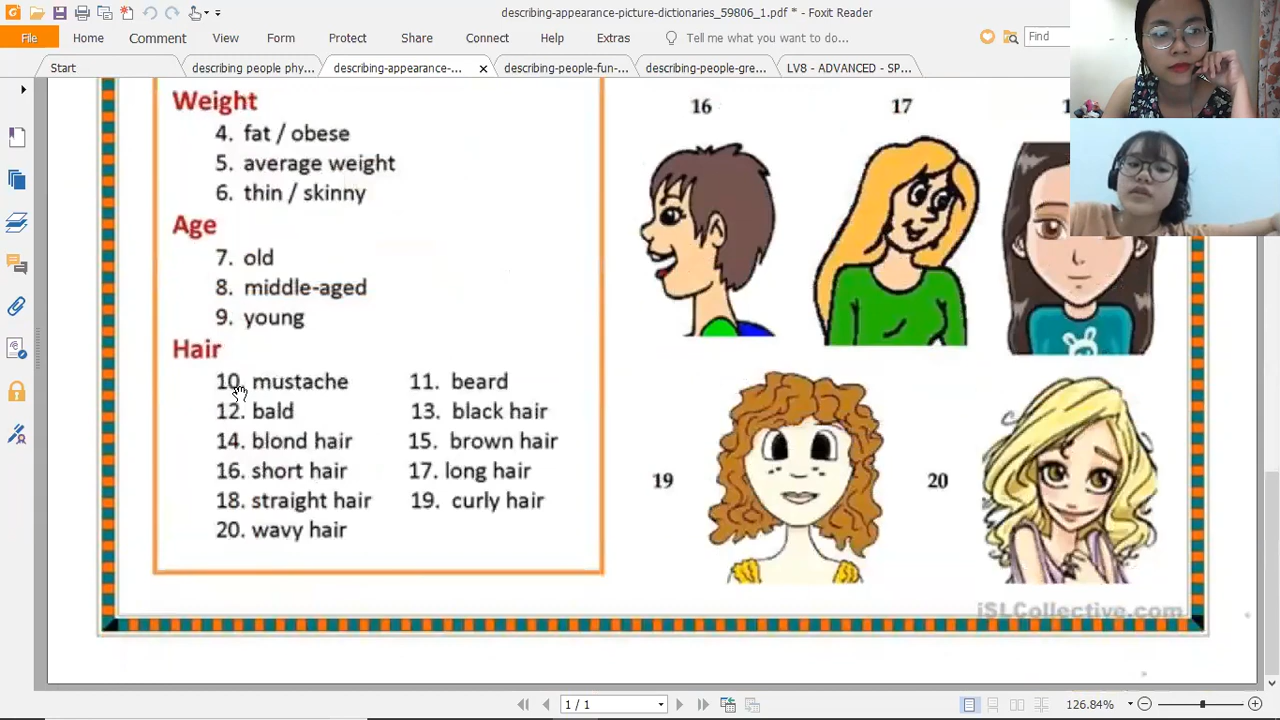 describing-appearance-picture-dictionaries_59606_1.pdf * - Foxit Reader
File Home Comment View Form Protect Share Connect Help Extras Tell me what you want to do... Find
Start describing people phy... describing-appearance-... describing-people-fun-... describing-people-gre... LV8 - ADVANCED - SP...
Weight
4. fat / obese
5. average weight
6. thin / skinny
Age
7. old
8. middle-aged
9. young
Hair
10. mustache 11. beard
12. bald 13. black hair
14. blond hair 15. brown hair
16. short hair 17. long hair
18. straight hair 19. curly hair
20. wavy hair
16 17
19 20
iSLCollective.com
1 / 1 126.84%